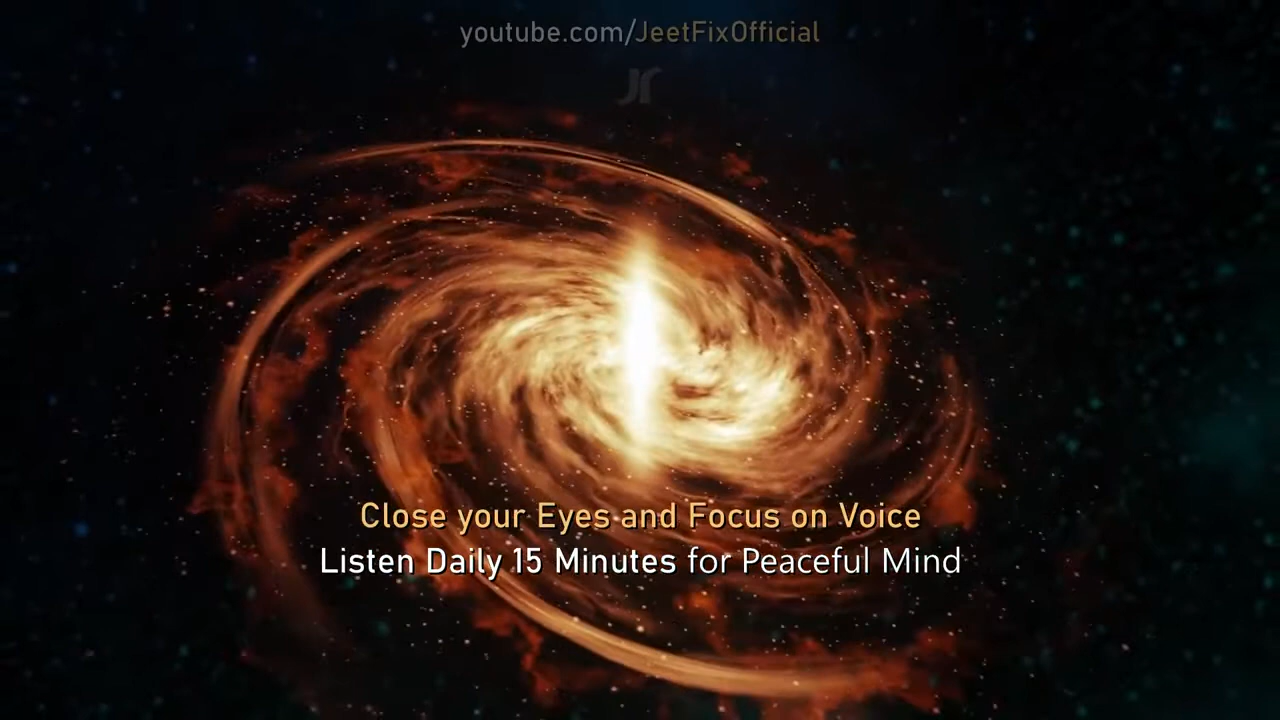 youtube.com/JeetFixOfficial
Close your Eyes and Focus on Voice
Listen Daily 15 Minutes for Peaceful Mind